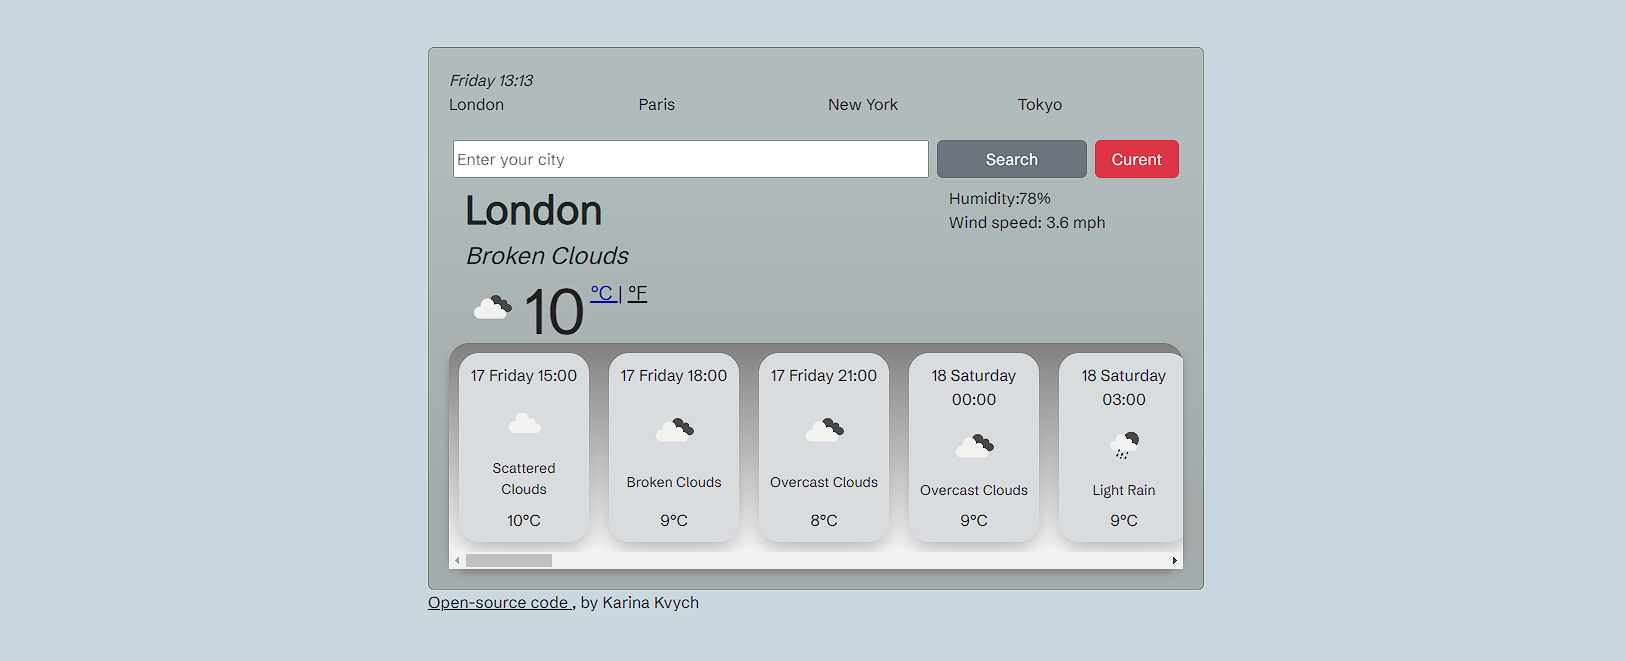 Friday 13:13
London Paris New York Tokyo
Enter your city Search Curent
London
Humidity:78%
Wind speed: 3.6 mph
Broken Clouds
10 °C | °F
17 Friday 15:00
Scattered
Clouds
10°C
17 Friday 18:00
Broken Clouds
9°C
17 Friday 21:00
Overcast Clouds
8°C
18 Saturday
00:00
Overcast Clouds
9°C
18 Saturday
03:00
Light Rain
9°C
Open-source code , by Karina Kvych